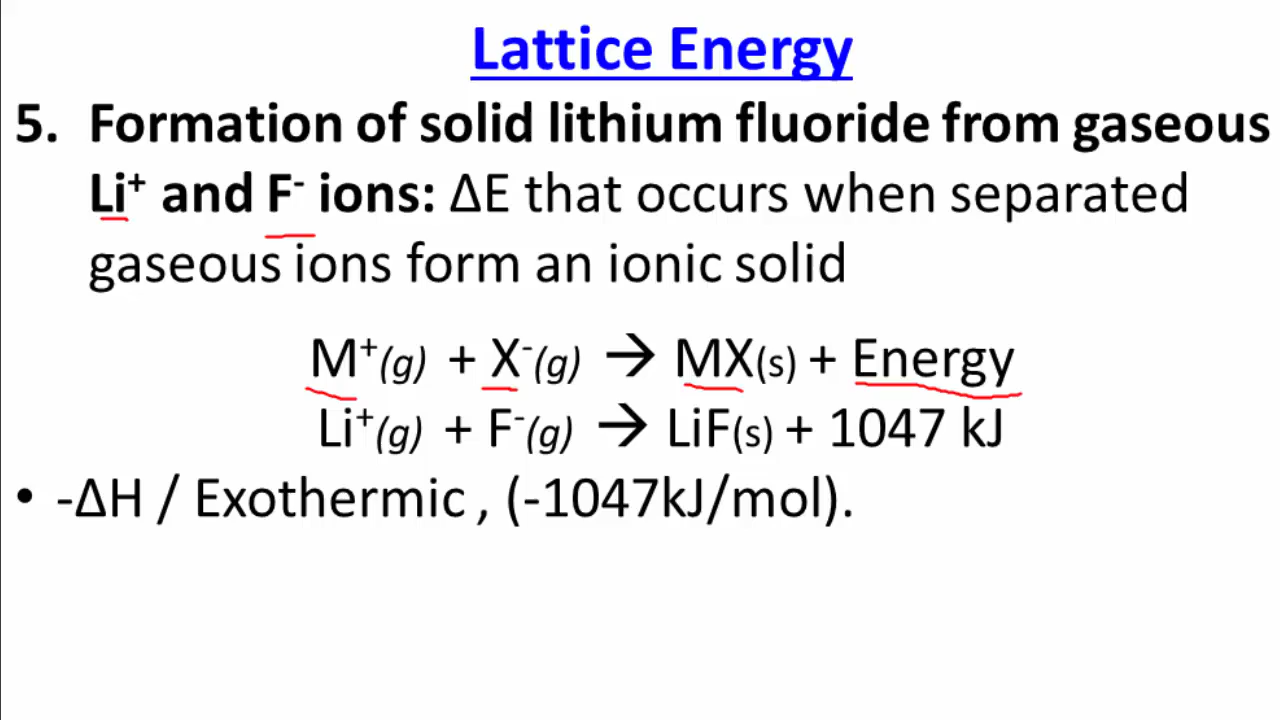 Lattice Energy
5. Formation of solid lithium fluoride from gaseous
Li⁺ and F⁻ ions: ΔE that occurs when separated
gaseous ions form an ionic solid
M⁺(g) + X⁻(g) → MX(s) + Energy
Li⁺(g) + F⁻(g) → LiF(s) + 1047 kJ
• -ΔH / Exothermic , (-1047kJ/mol).